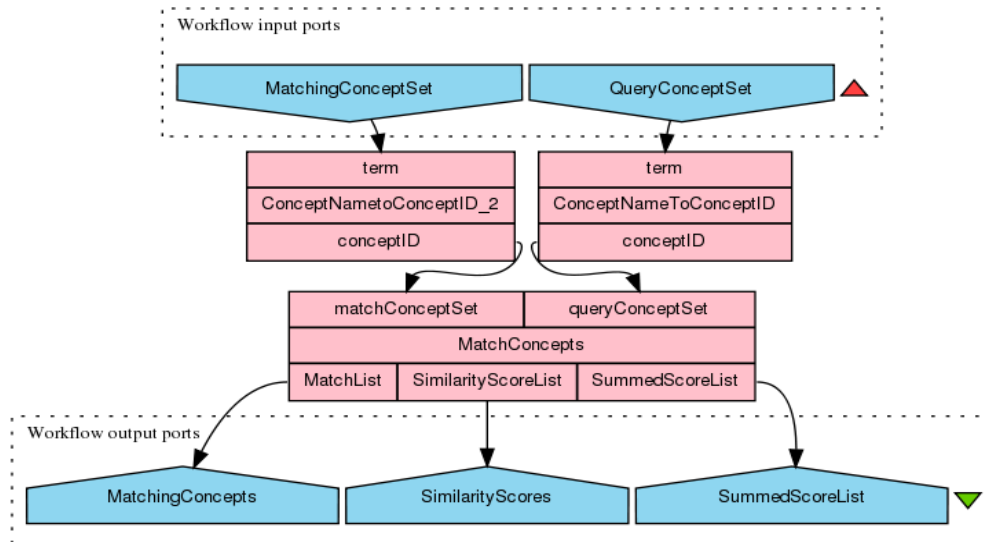 Workflow input ports
MatchingConceptSet
QueryConceptSet
term
term
ConceptNametoConceptID_2
ConceptNameToConceptID
conceptID
conceptID
matchConceptSet
queryConceptSet
MatchConcepts
MatchList
SimilarityScoreList
SummedScoreList
Workflow output ports
MatchingConcepts
SimilarityScores
SummedScoreList